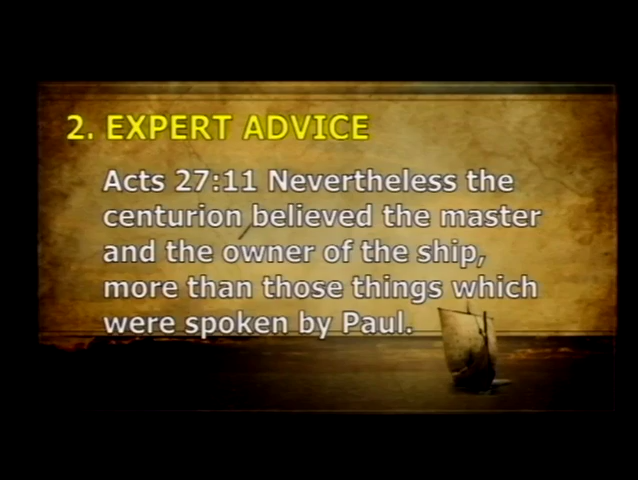 2. EXPERT ADVICE
Acts 27:11 Nevertheless the
centurion believed the master
and the owner of the ship,
more than those things which
were spoken by Paul.